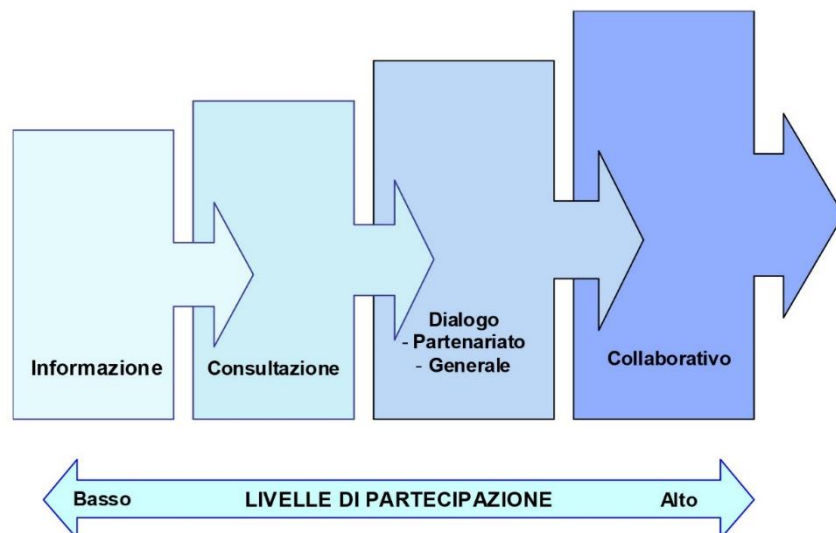 Informazione
Consultazione
Dialogo
- Partenariato
- Generale
Collaborativo
Basso LIVELLE DI PARTECIPAZIONE Alto